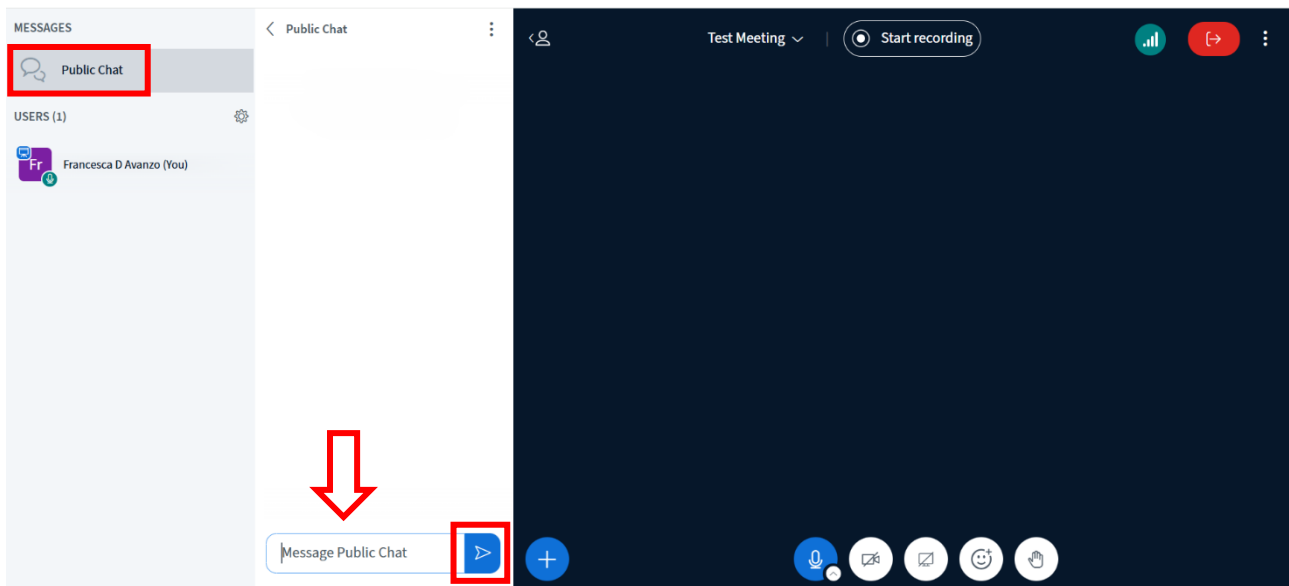 MESSAGES
Public Chat
USERS (1)
Fr
Francesca D Avanzo (You)
Public Chat
Message Public Chat
Test Meeting
Start recording